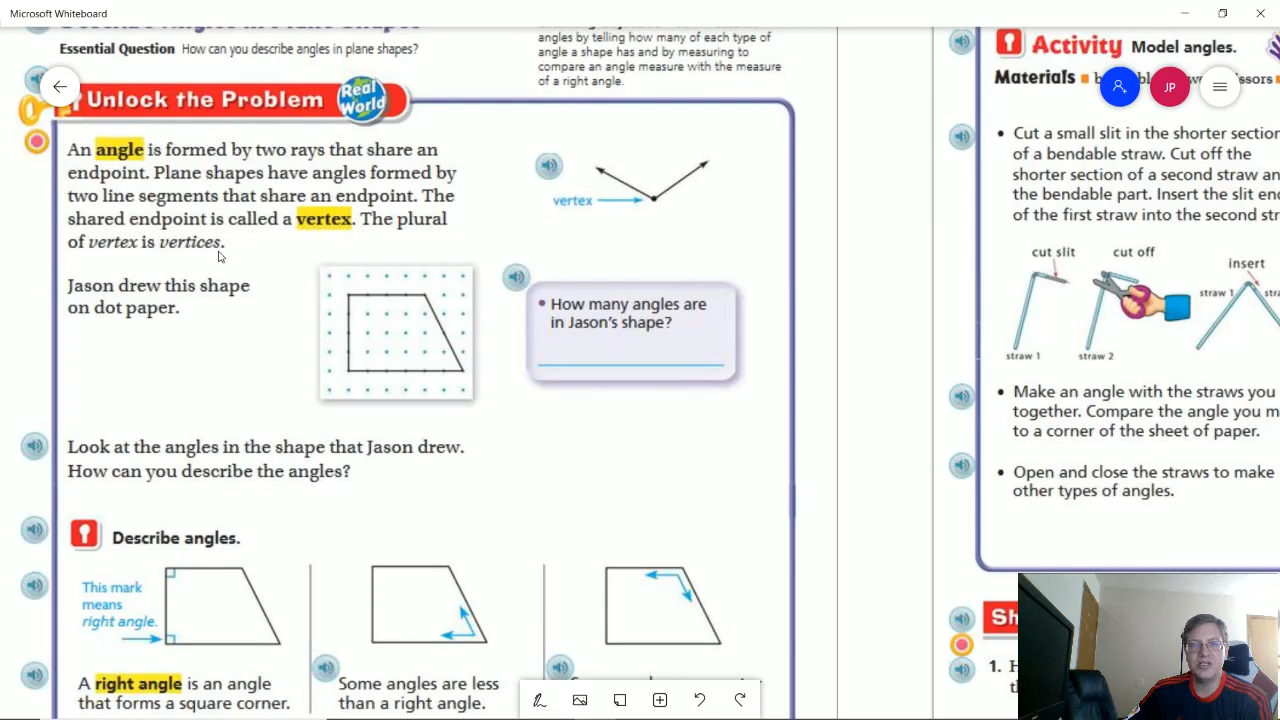 Microsoft Whiteboard
Describe Angles in Plane Shapes
Essential Question How can you describe angles in plane shapes?
angles by telling how many of each type of
angle a shape has and by measuring to
compare an angle measure with the measure
of a right angle.
Unlock the Problem
Real World
An angle is formed by two rays that share an
endpoint. Plane shapes have angles formed by
two line segments that share an endpoint. The
shared endpoint is called a vertex. The plural
of vertex is vertices.
vertex
Jason drew this shape
on dot paper.
How many angles are
in Jason's shape?
Look at the angles in the shape that Jason drew.
How can you describe the angles?
Describe angles.
This mark
means
right angle.
A right angle is an angle
that forms a square corner.
Some angles are less
than a right angle.
JP
Activity Model angles.
Materials
• Cut a small slit in the shorter section
of a bendable straw. Cut off the
shorter section of a second straw an
the bendable part. Insert the slit en
of the first straw into the second str
cut slit
cut off
insert
straw 1
straw 2
straw 1
stra
• Make an angle with the straws you
together. Compare the angle you m
to a corner of the sheet of paper.
• Open and close the straws to make
other types of angles.
Sh
1. H
th